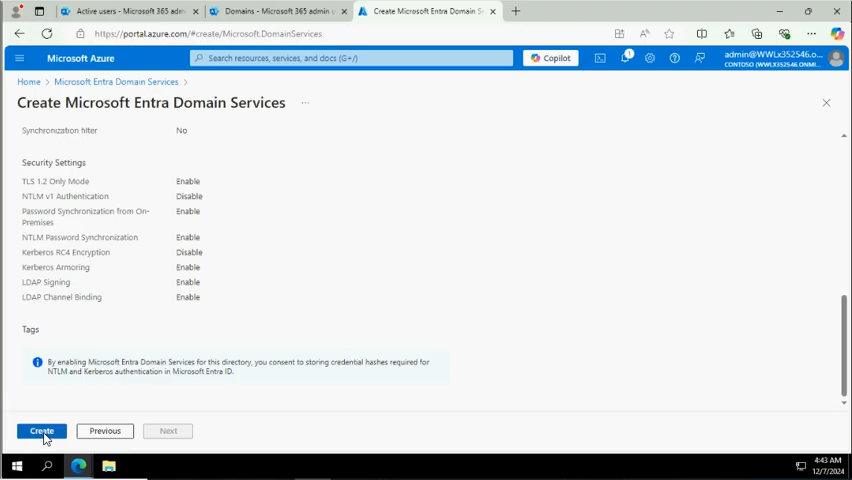 Active users - Microsoft 365 adm
Domains - Microsoft 365 admin c
Create Microsoft Entra Domain S
https://portal.azure.com/#create/Microsoft.DomainServices
Microsoft Azure
Search resources, services, and docs (G+/)
Copilot
1
admin@WWLx352546.o...
CONTOSO (WWLX352546.ONMI...
Home > Microsoft Entra Domain Services >
Create Microsoft Entra Domain Services ...
Synchronization filter No
Security Settings
TLS 1.2 Only Mode Enable
NTLM v1 Authentication Disable
Password Synchronization from On- Enable
Premises
NTLM Password Synchronization Enable
Kerberos RC4 Encryption Disable
Kerberos Armoring Enable
LDAP Signing Enable
LDAP Channel Binding Enable
Tags
By enabling Microsoft Entra Domain Services for this directory, you consent to storing credential hashes required for
NTLM and Kerberos authentication in Microsoft Entra ID.
Create
Previous
Next
4:43 AM
12/7/2024